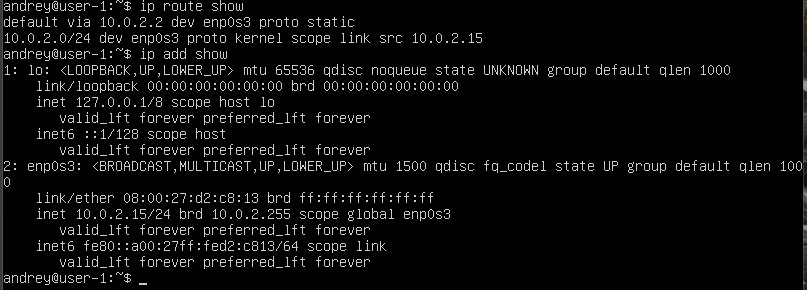 andrey@user-1:~$ ip route show
default via 10.0.2.2 dev enp0s3 proto static
10.0.2.0/24 dev enp0s3 proto kernel scope link src 10.0.2.15
andrey@user-1:~$ ip add show
1: lo: <LOOPBACK,UP,LOWER_UP> mtu 65536 qdisc noqueue state UNKNOWN group default qlen 1000
    link/loopback 00:00:00:00:00:00 brd 00:00:00:00:00:00
    inet 127.0.0.1/8 scope host lo
       valid_lft forever preferred_lft forever
    inet6 ::1/128 scope host
       valid_lft forever preferred_lft forever
2: enp0s3: <BROADCAST,MULTICAST,UP,LOWER_UP> mtu 1500 qdisc fq_codel state UP group default qlen 100
0
    link/ether 08:00:27:d2:c8:13 brd ff:ff:ff:ff:ff:ff
    inet 10.0.2.15/24 brd 10.0.2.255 scope global enp0s3
       valid_lft forever preferred_lft forever
    inet6 fe80::a00:27ff:fed2:c813/64 scope link
       valid_lft forever preferred_lft forever
andrey@user-1:~$ _